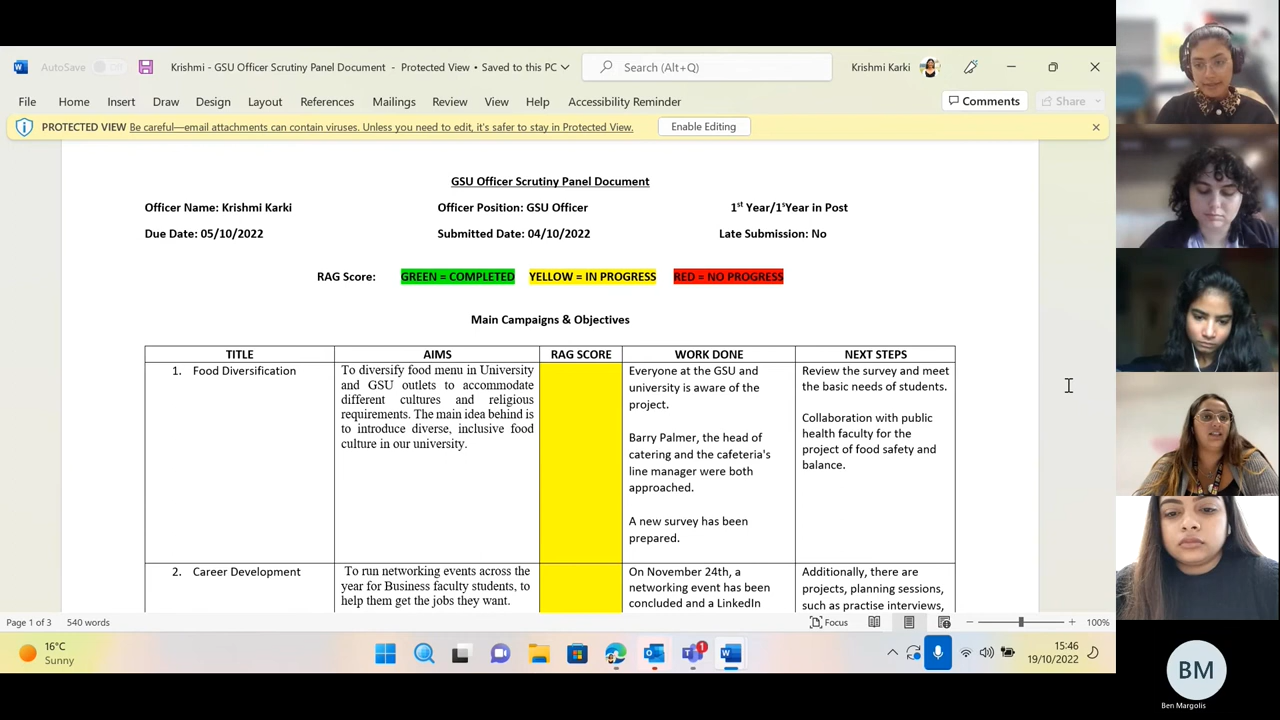 AutoSave Off Krishmi - GSU Officer Scrutiny Panel Document - Protected View • Saved to this PC Search (Alt+Q) Krishmi Karki
File Home Insert Draw Design Layout References Mailings Review View Help Accessibility Reminder Comments Share
PROTECTED VIEW Be careful—email attachments can contain viruses. Unless you need to edit, it's safer to stay in Protected View. Enable Editing
GSU Officer Scrutiny Panel Document
Officer Name: Krishmi Karki Officer Position: GSU Officer 1st Year/1sYear in Post
Due Date: 05/10/2022 Submitted Date: 04/10/2022 Late Submission: No
RAG Score: GREEN = COMPLETED YELLOW = IN PROGRESS RED = NO PROGRESS
Main Campaigns & Objectives
TITLE AIMS RAG SCORE WORK DONE NEXT STEPS
1. Food Diversification
To diversify food menu in University
and GSU outlets to accommodate
different cultures and religious
requirements. The main idea behind is
to introduce diverse, inclusive food
culture in our university.
Everyone at the GSU and
university is aware of the
project.
Barry Palmer, the head of
catering and the cafeteria's
line manager were both
approached.
A new survey has been
prepared.
Review the survey and meet
the basic needs of students.
Collaboration with public
health faculty for the
project of food safety and
balance.
2. Career Development
To run networking events across the
year for Business faculty students, to
help them get the jobs they want.
On November 24th, a
networking event has been
concluded and a LinkedIn
Additionally, there are
projects, planning sessions,
such as practise interviews,
Page 1 of 3 540 words Focus 100%
16°C
Sunny
1
15:46
19/10/2022
BM
Ben Margolis